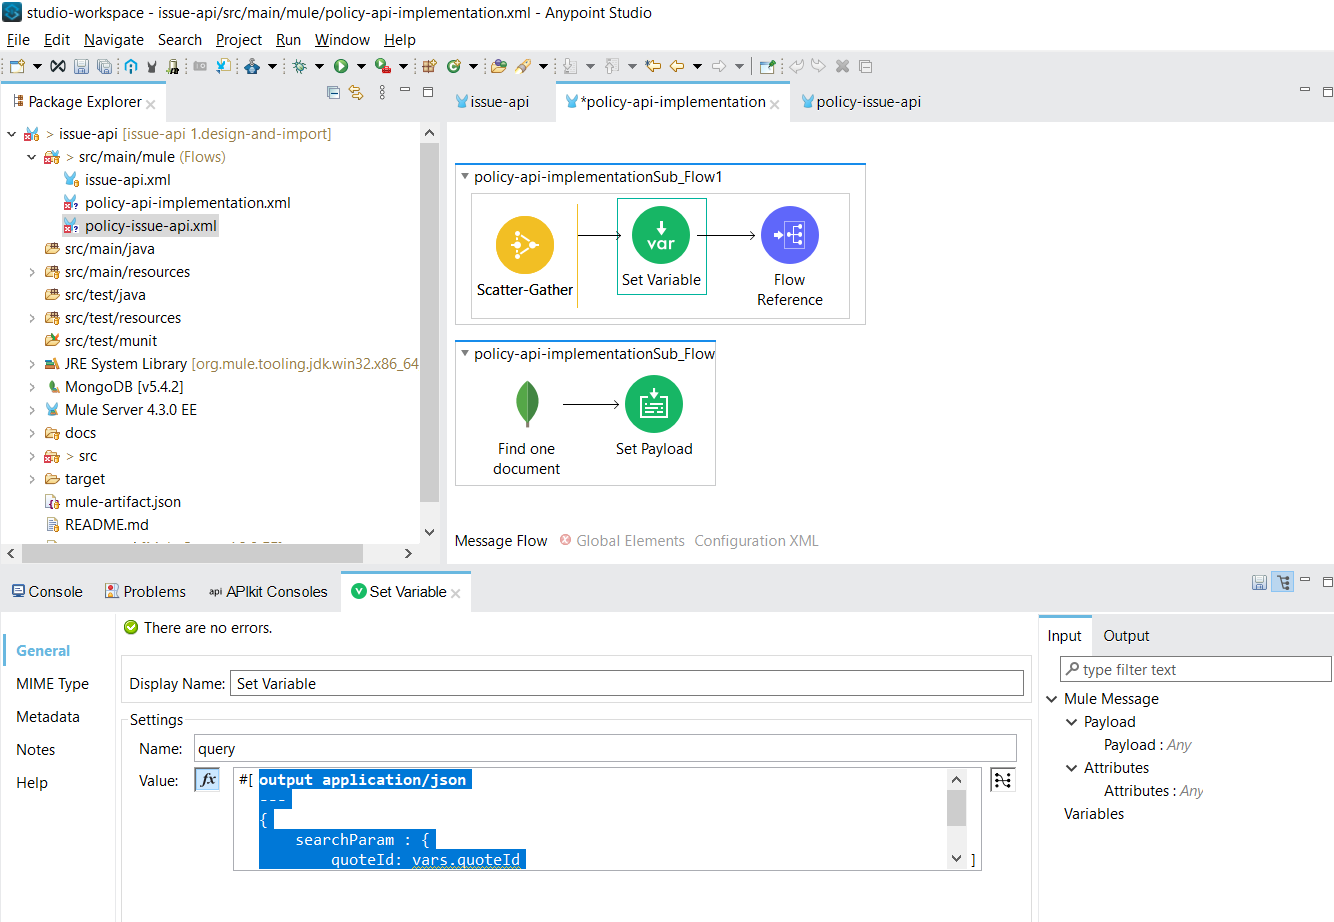 studio-workspace - issue-api/src/main/mule/policy-api-implementation.xml - Anypoint Studio
File Edit Navigate Search Project Run Window Help
Package Explorer
issue-api
*policy-api-implementation
policy-issue-api
> issue-api [issue-api 1.design-and-import]
> src/main/mule (Flows)
issue-api.xml
policy-api-implementation.xml
policy-issue-api.xml
src/main/java
src/main/resources
src/test/java
src/test/resources
src/test/munit
JRE System Library [org.mule.tooling.jdk.win32.x86_64
MongoDB [v5.4.2]
Mule Server 4.3.0 EE
docs
> src
target
mule-artifact.json
README.md
policy-api-implementationSub_Flow1
Scatter-Gather
var
Set Variable
Flow
Reference
policy-api-implementationSub_Flow
Find one
document
Set Payload
Message Flow Global Elements Configuration XML
Console Problems api APIkit Consoles Set Variable
There are no errors.
General
MIME Type
Metadata
Notes
Help
Display Name: Set Variable
Settings
Name: query
Value: fx #[ output application/json
---
{
searchParam : {
quoteId: vars.quoteId
]
Input Output
type filter text
Mule Message
Payload
Payload : Any
Attributes
Attributes : Any
Variables